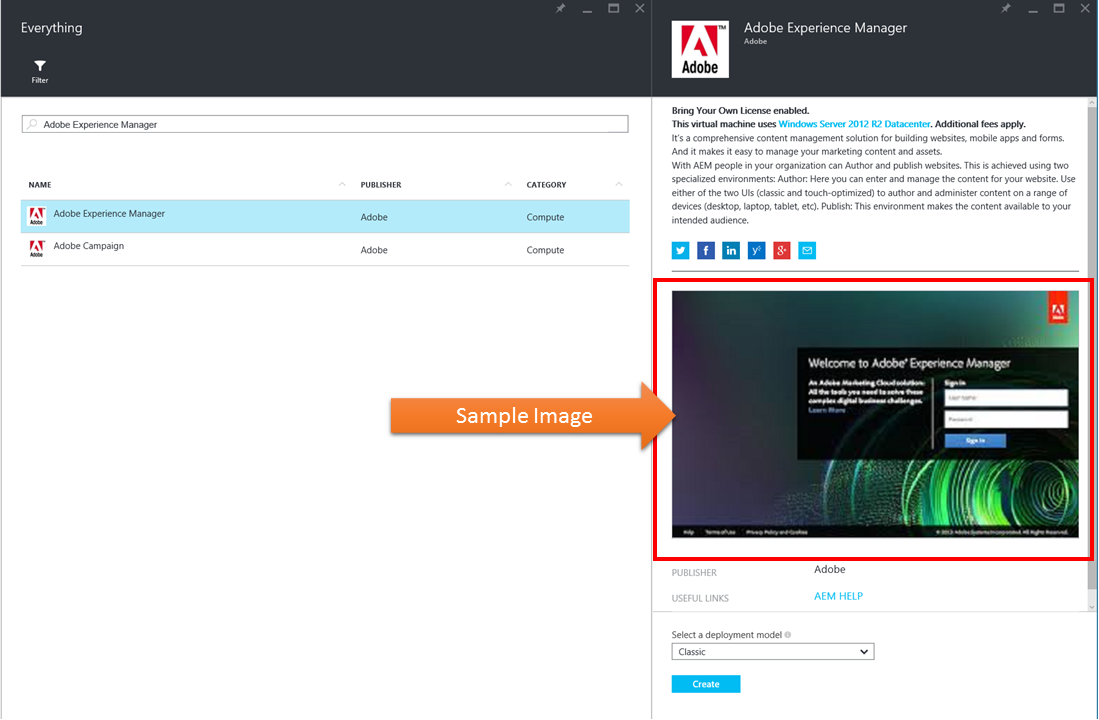 Everything
Filter
Adobe Experience Manager
NAME
PUBLISHER
CATEGORY
Adobe
Adobe Experience Manager
Adobe
Compute
Adobe
Adobe Campaign
Adobe
Compute
Adobe™
Adobe Experience Manager
Adobe
Bring Your Own License enabled.
This virtual machine uses Windows Server 2012 R2 Datacenter. Additional fees apply.
It's a comprehensive content management solution for building websites, mobile apps and forms.
And it makes it easy to manage your marketing content and assets.
With AEM people in your organization can Author and publish websites. This is achieved using two
specialized environments: Author: Here you can enter and manage the content for your website. Use
either of the two UIs (classic and touch-optimized) to author and administer content on a range of
devices (desktop, laptop, tablet, etc). Publish: This environment makes the content available to your
intended audience.
Sample Image
Welcome to Adobe® Experience Manager
An Adobe Marketing Cloud solution:
All the tools you need to solve these
complex digital business challenges.
Learn More
Sign in
User name
Password
Sign In
Help
Terms of Use
Privacy Policy and Cookies
Adobe Systems Incorporated. All Rights Reserved.
PUBLISHER
Adobe
USEFUL LINKS
AEM HELP
Select a deployment model
Classic
Create